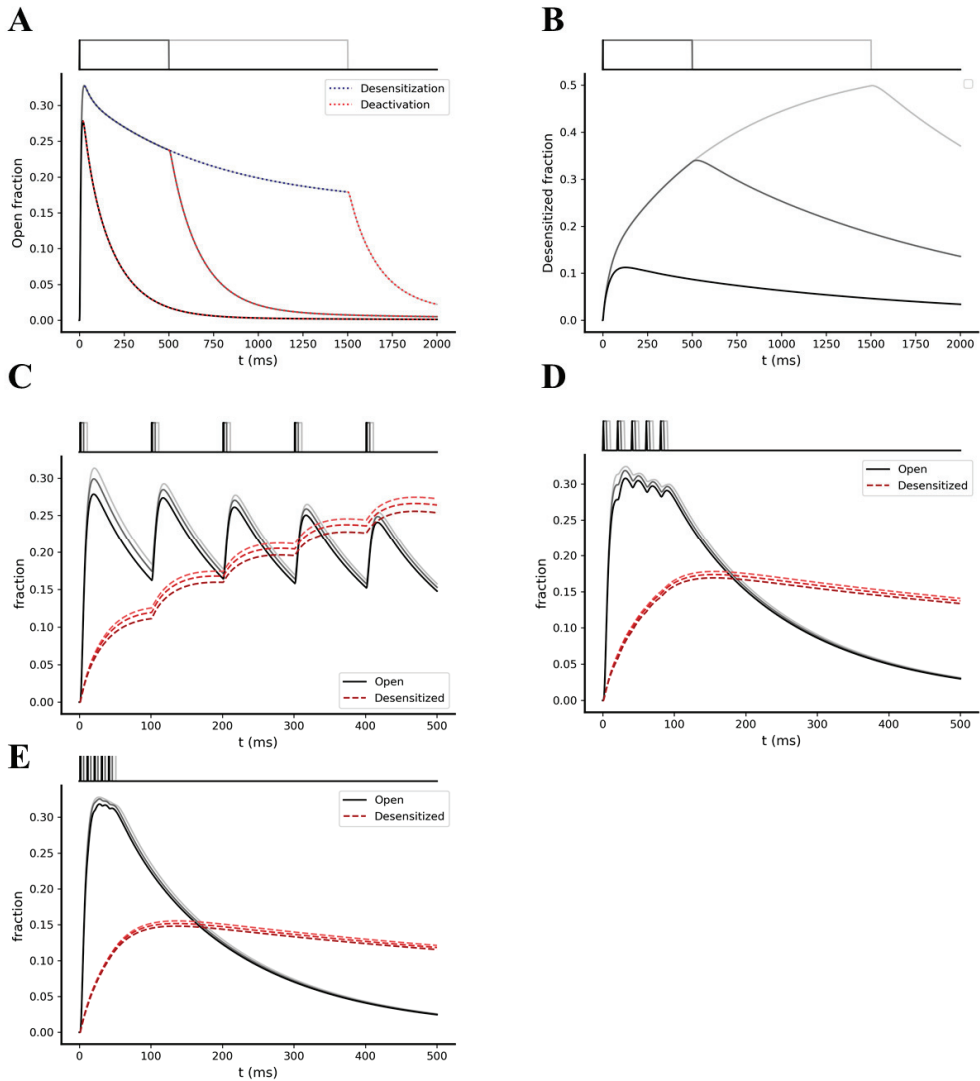 A
Desensitization
Deactivation
Open fraction
0.30
0.25
0.20
0.15
0.10
0.05
0.00
0 250 500 750 1000 1250 1500 1750 2000
t (ms)
B
Desensitized fraction
0.5
0.4
0.3
0.2
0.1
0.0
0 250 500 750 1000 1250 1500 1750 2000
t (ms)
C
fraction
0.30
0.25
0.20
0.15
0.10
0.05
0.00
Open
Desensitized
0 100 200 300 400 500
t (ms)
D
Open
Desensitized
fraction
0.30
0.25
0.20
0.15
0.10
0.05
0.00
0 100 200 300 400 500
t (ms)
E
Open
Desensitized
fraction
0.30
0.25
0.20
0.15
0.10
0.05
0.00
0 100 200 300 400 500
t (ms)